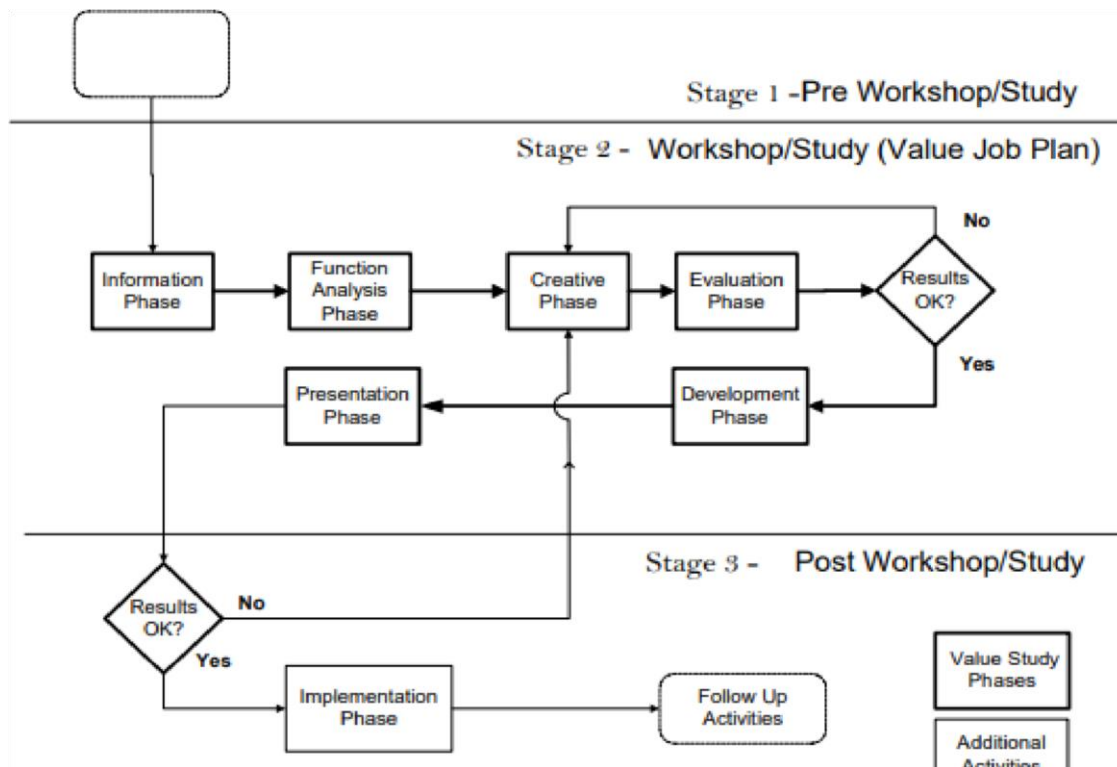 Stage 1 -Pre Workshop/Study
Stage 2 - Workshop/Study (Value Job Plan)
No
Information
Phase
Function
Analysis
Phase
Creative
Phase
Evaluation
Phase
Results
OK?
Yes
Presentation
Phase
Development
Phase
Stage 3 - Post Workshop/Study
Results
OK?
No
Yes
Implementation
Phase
Follow Up
Activities
Value Study
Phases
Additional
Activities